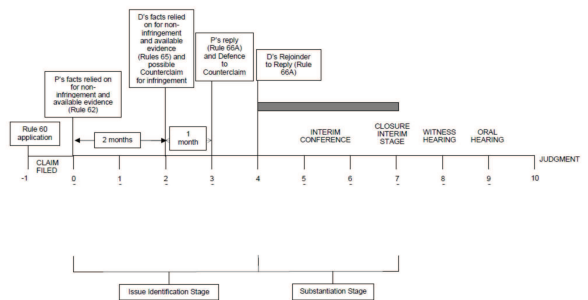 D's facts relied
on for non-
infringement
and available
evidence
(Rules 65) and
possible
Counterclaim
for infringement
P's reply
(Rule 66A)
and Defence
to
Counterclaim
D's Rejoinder
to Reply (Rule
66A)
P's facts relied
on for non-
infringement and
available evidence
(Rule 62)
Rule 60
application
2 months
1
month
INTERIM
CONFERENCE
CLOSURE
INTERIM
STAGE
WITNESS
HEARING
ORAL
HEARING
CLAIM
FILED
JUDGMENT
-1 0 1 2 3 4 5 6 7 8 9 10
Issue Identification Stage
Substantiation Stage